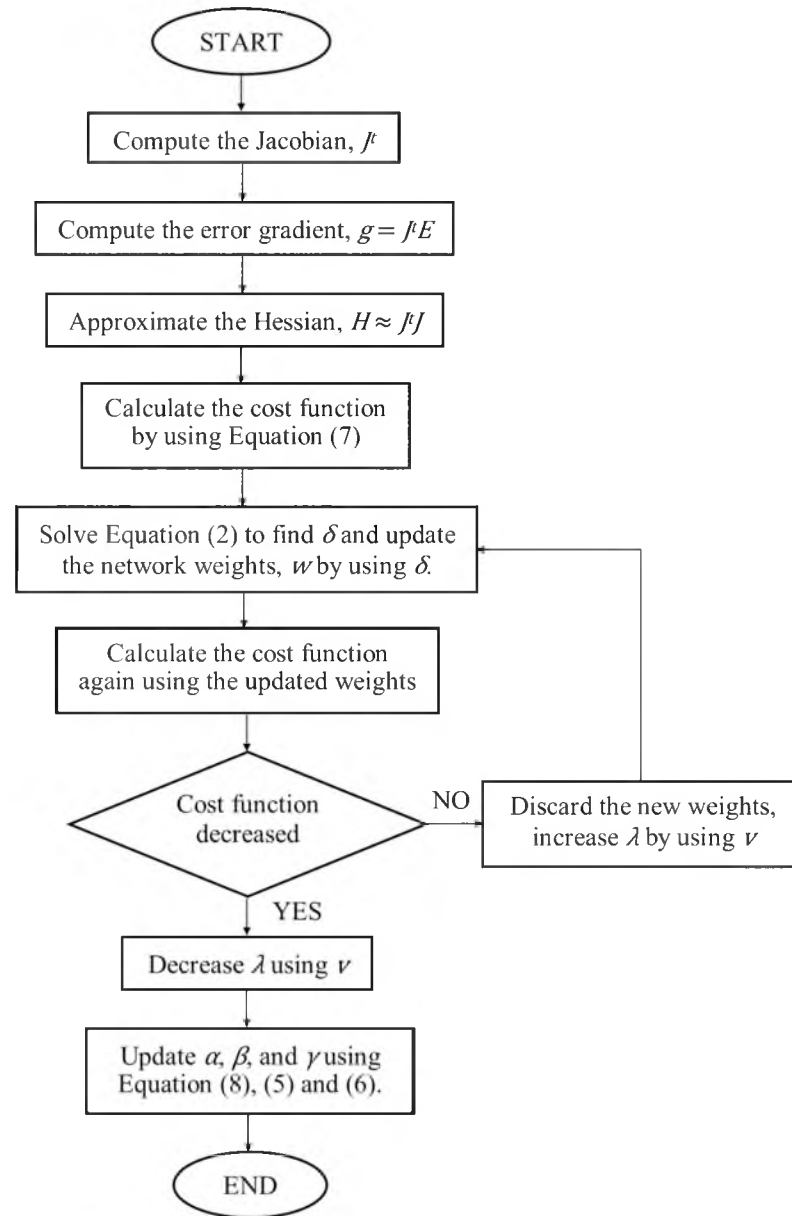 START
Compute the Jacobian, Jᵗ
Compute the error gradient, g = JᵗE
Approximate the Hessian, H ≈ JᵗJ
Calculate the cost function
by using Equation (7)
Solve Equation (2) to find δ and update
the network weights, w by using δ.
Calculate the cost function
again using the updated weights
Cost function
decreased
NO
Discard the new weights,
increase λ by using ν
YES
Decrease λ using ν
Update α, β, and γ using
Equation (8), (5) and (6).
END